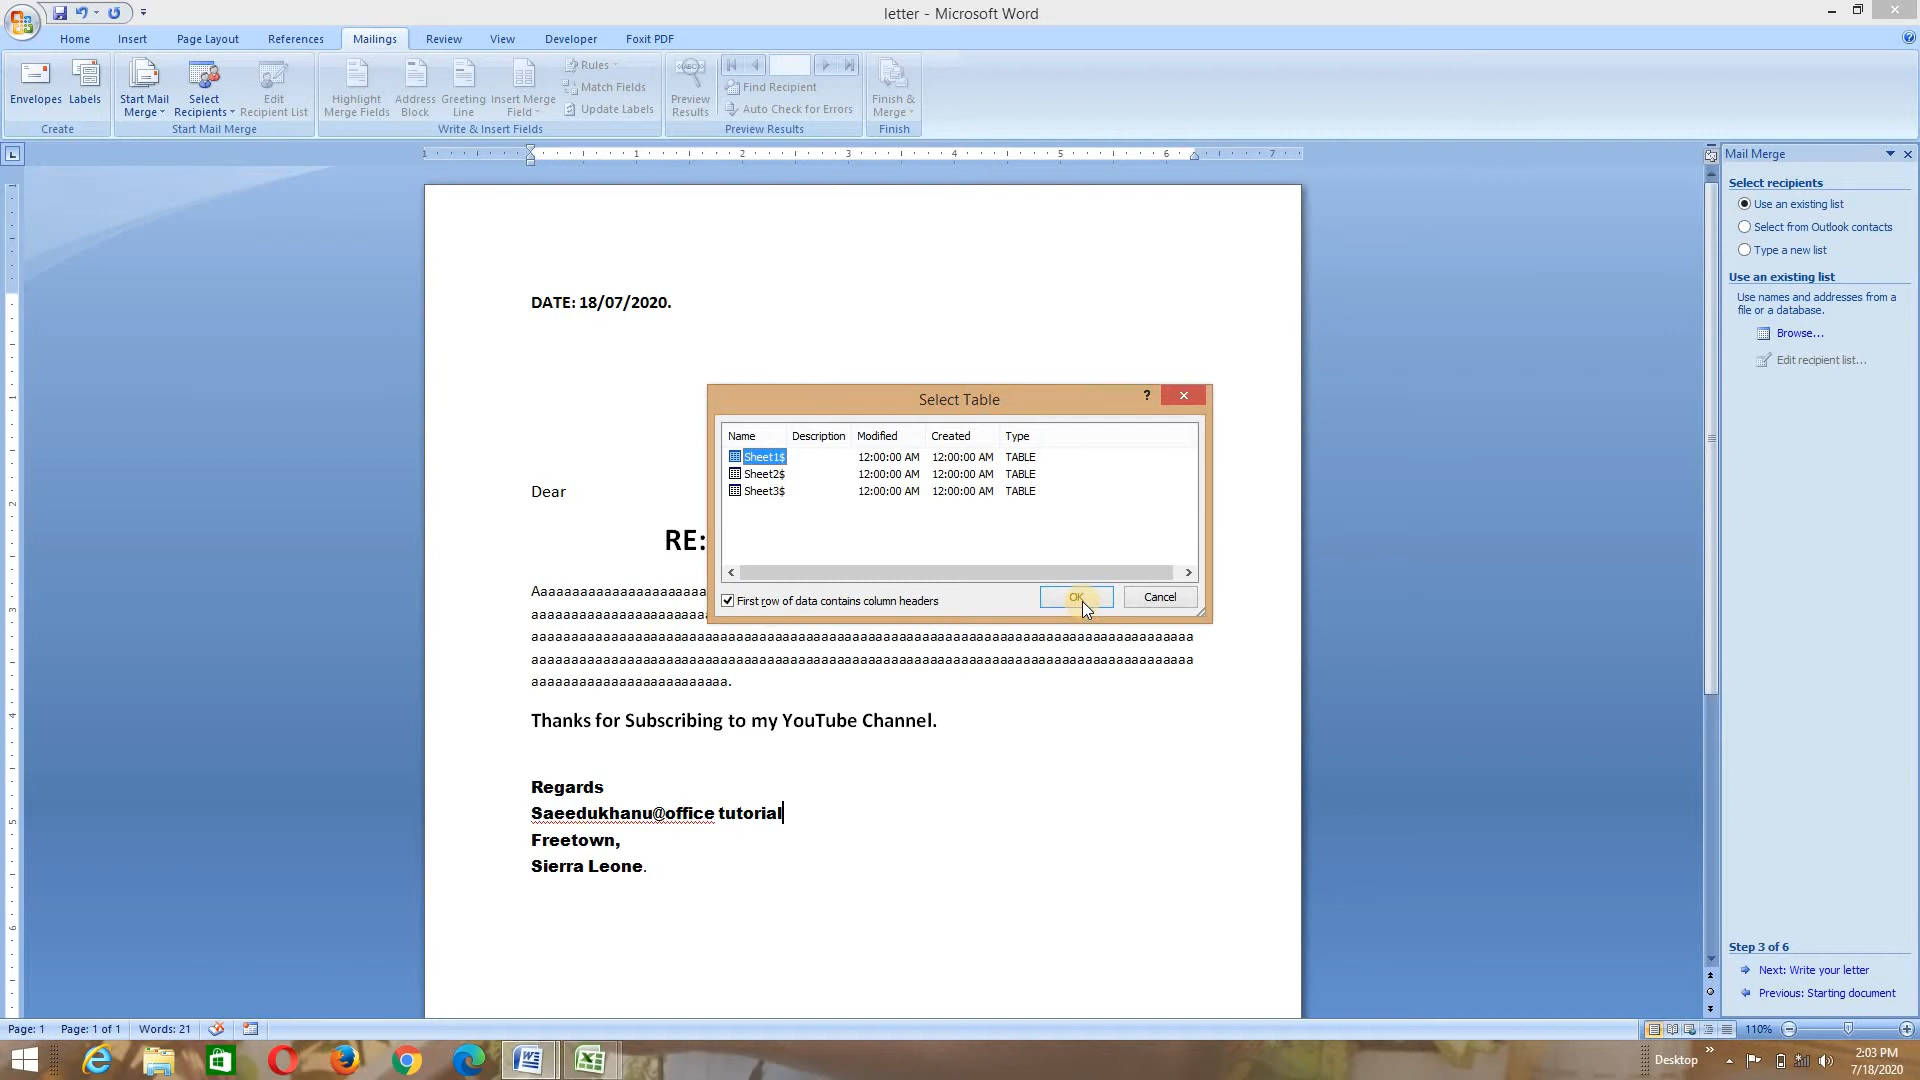 letter - Microsoft Word
Home Insert Page Layout References Mailings Review View Developer Foxit PDF
Envelopes Labels
Create
Start Mail Merge
Select Recipients
Edit Recipient List
Start Mail Merge
Highlight Merge Fields
Address Block
Greeting Line
Insert Merge Field
Rules
Match Fields
Update Labels
Write & Insert Fields
ABC
Preview Results
Find Recipient
Auto Check for Errors
Preview Results
Finish & Merge
Finish
1 1 2 3 4 5 6 7
DATE: 18/07/2020.
Dear
RE:
Thanks for Subscribing to my YouTube Channel.
Regards
Saeedukhanu@office tutorial
Freetown,
Sierra Leone.
Select Table
?
Name Description Modified Created Type
Sheet1$ 12:00:00 AM 12:00:00 AM TABLE
Sheet2$ 12:00:00 AM 12:00:00 AM TABLE
Sheet3$ 12:00:00 AM 12:00:00 AM TABLE
First row of data contains column headers
OK
Cancel
Mail Merge
Select recipients
Use an existing list
Select from Outlook contacts
Type a new list
Use an existing list
Use names and addresses from a
file or a database.
Browse...
Edit recipient list...
Step 3 of 6
Next: Write your letter
Previous: Starting document
Page: 1 Page: 1 of 1 Words: 21
110%
Desktop
2:03 PM
7/18/2020